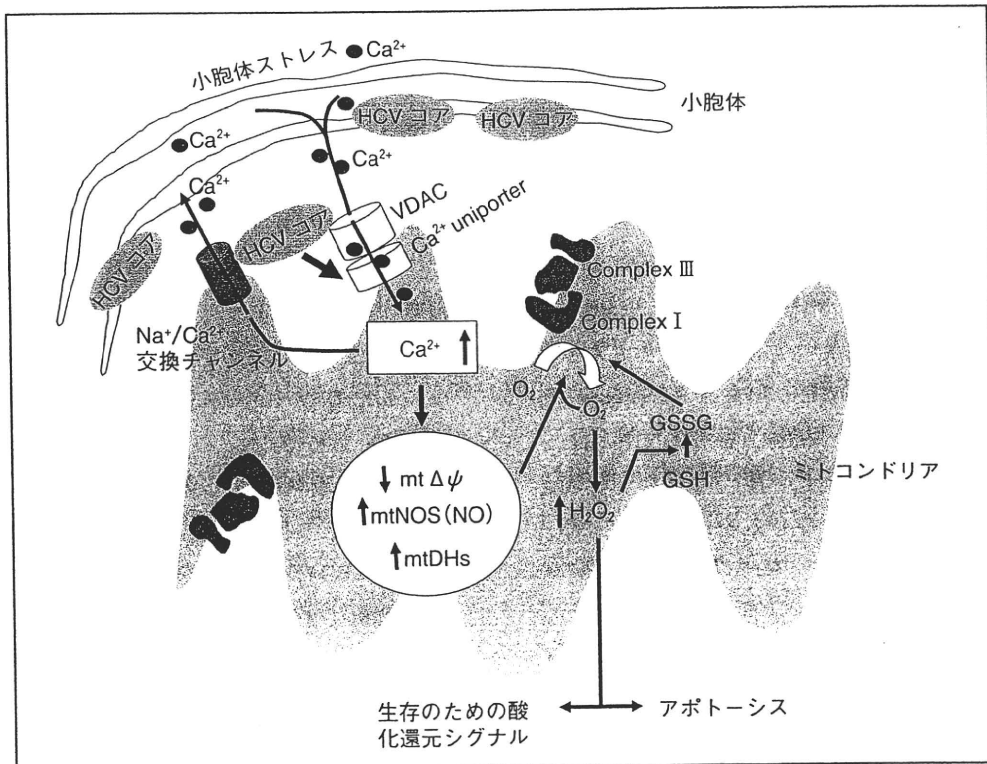 小胞体ストレス
Ca²⁺
小胞体
HCV コア
HCV コア
Ca²⁺
Ca²⁺
Ca²⁺
HCV コア
HCV コア
VDAC
Ca²⁺ uniporter
Complex Ⅲ
Complex Ⅰ
Na⁺/Ca²⁺
交換チャンネル
Ca²⁺ ↑
O₂
O₂⁻
GSSG
GSH
ミトコンドリア
↓ mt Δψ
↑ mtNOS(NO)
↑ mtDHs
↑ H₂O₂
生存のための酸
化還元シグナル
アポトーシス